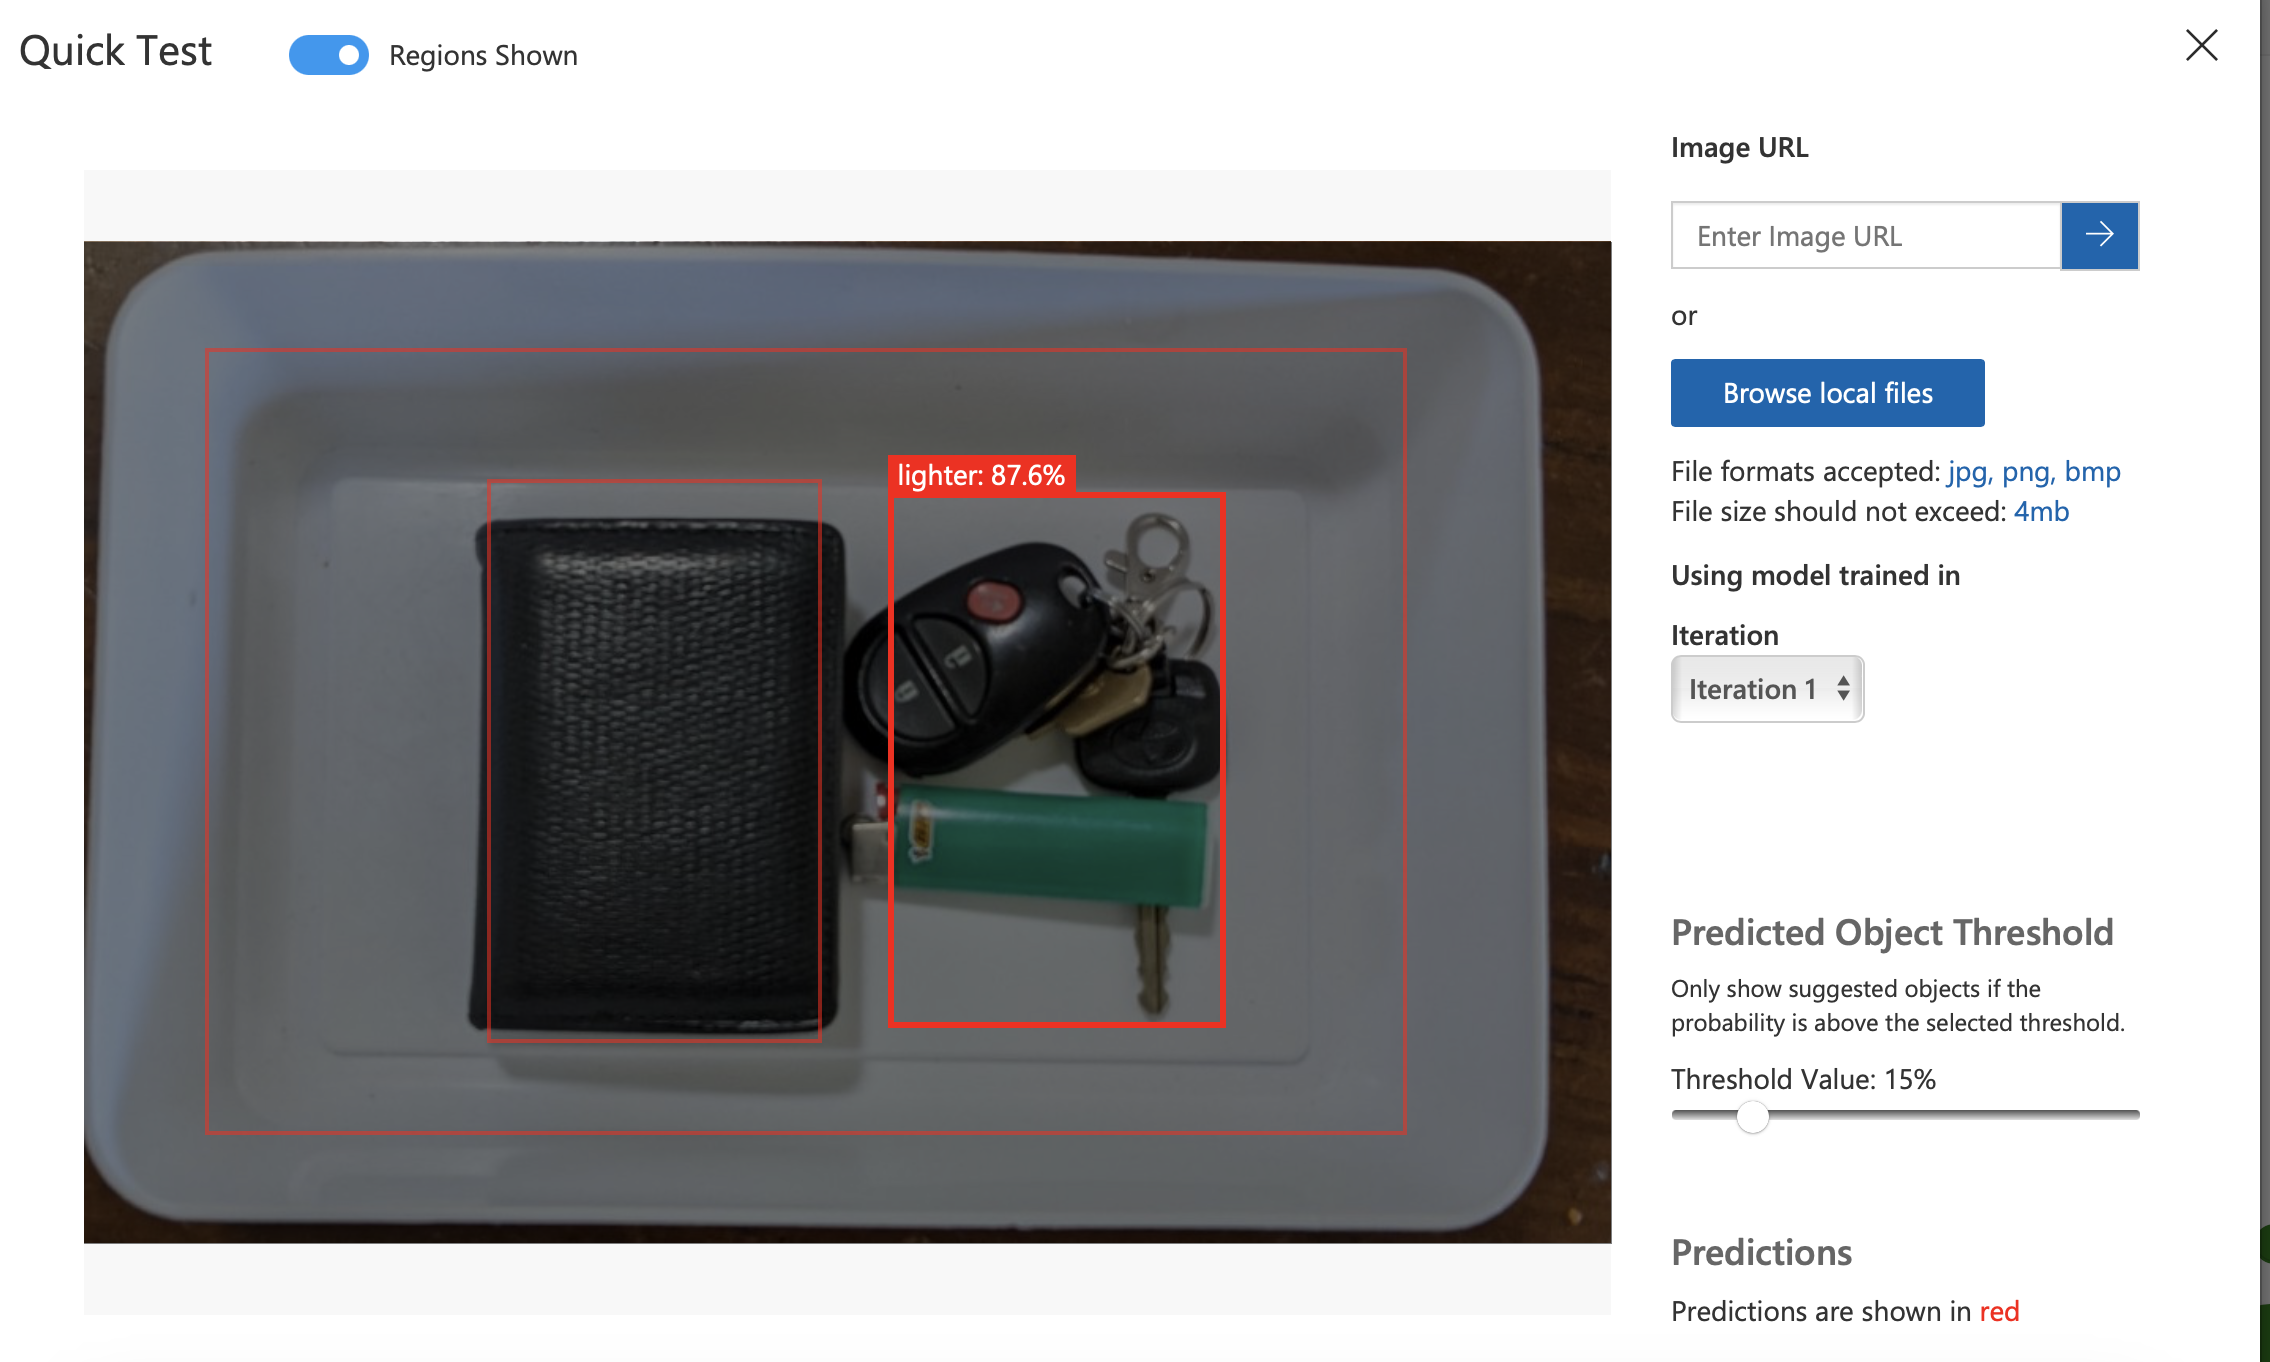 Quick Test
Regions Shown
Image URL
Enter Image URL
or
Browse local files
File formats accepted: jpg, png, bmp
File size should not exceed: 4mb
Using model trained in
Iteration
Iteration 1
lighter: 87.6%
Predicted Object Threshold
Only show suggested objects if the
probability is above the selected threshold.
Threshold Value: 15%
Predictions
Predictions are shown in red